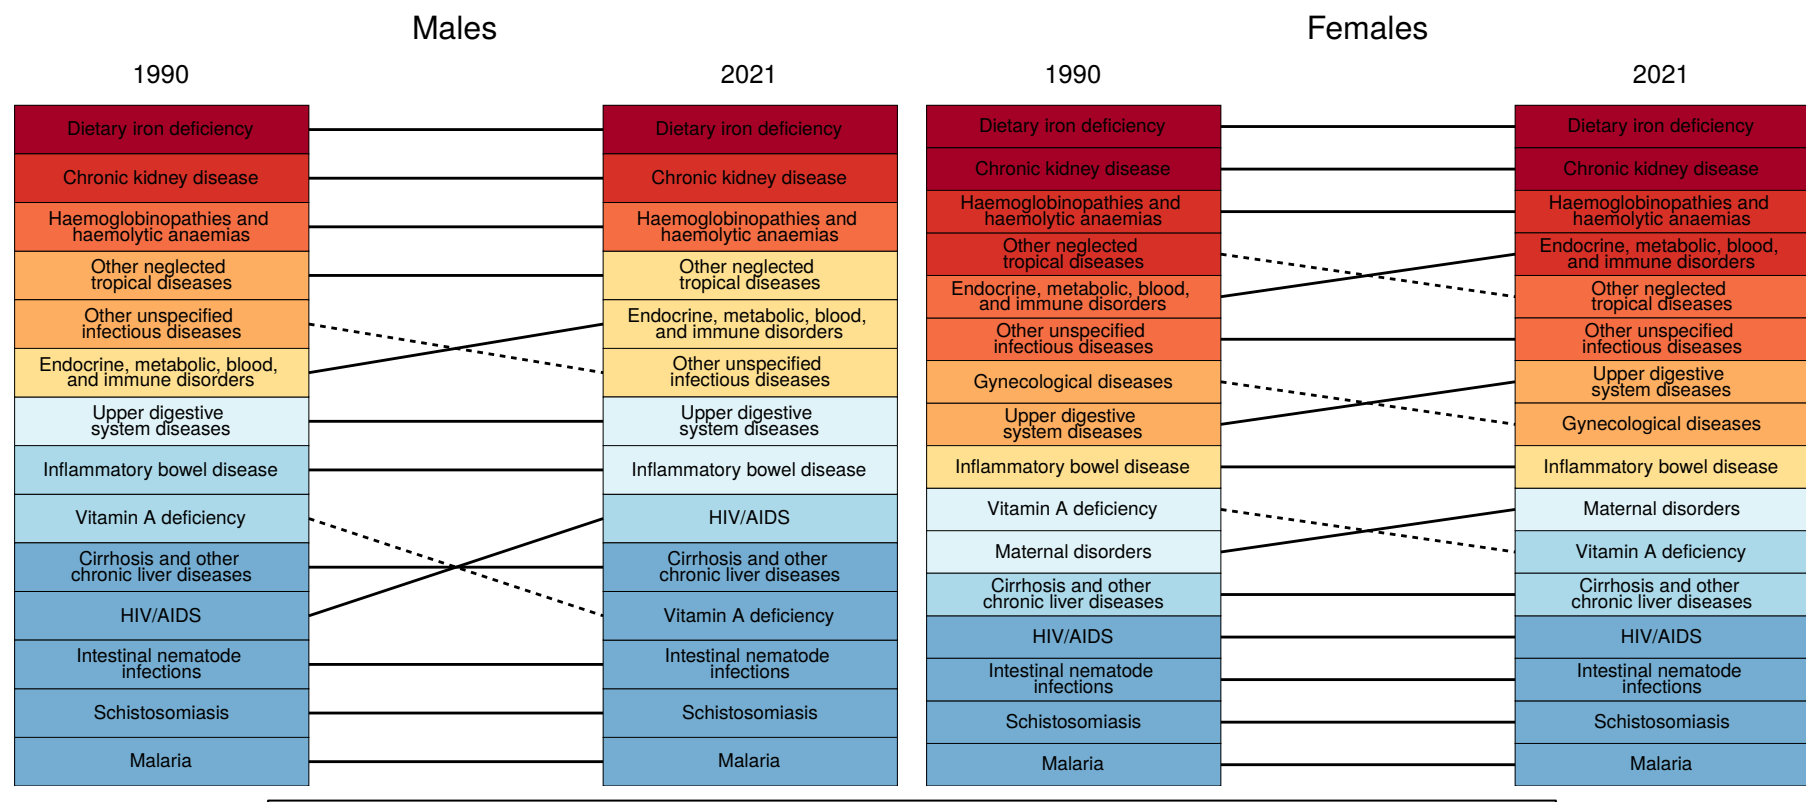 Males
1990
2021
Dietary iron deficiency
Chronic kidney disease
Haemoglobinopathies and
haemolytic anaemias
Other neglected
tropical diseases
Other unspecified
infectious diseases
Endocrine, metabolic, blood,
and immune disorders
Upper digestive
system diseases
Inflammatory bowel disease
Vitamin A deficiency
Cirrhosis and other
chronic liver diseases
HIV/AIDS
Intestinal nematode
infections
Schistosomiasis
Malaria
Dietary iron deficiency
Chronic kidney disease
Haemoglobinopathies and
haemolytic anaemias
Other neglected
tropical diseases
Endocrine, metabolic, blood,
and immune disorders
Other unspecified
infectious diseases
Upper digestive
system diseases
Inflammatory bowel disease
HIV/AIDS
Cirrhosis and other
chronic liver diseases
Vitamin A deficiency
Intestinal nematode
infections
Schistosomiasis
Malaria
Females
1990
2021
Dietary iron deficiency
Chronic kidney disease
Haemoglobinopathies and
haemolytic anaemias
Other neglected
tropical diseases
Endocrine, metabolic, blood,
and immune disorders
Other unspecified
infectious diseases
Gynecological diseases
Upper digestive
system diseases
Inflammatory bowel disease
Vitamin A deficiency
Maternal disorders
Cirrhosis and other
chronic liver diseases
HIV/AIDS
Intestinal nematode
infections
Schistosomiasis
Malaria
Dietary iron deficiency
Chronic kidney disease
Haemoglobinopathies and
haemolytic anaemias
Endocrine, metabolic, blood,
and immune disorders
Other neglected
tropical diseases
Other unspecified
infectious diseases
Upper digestive
system diseases
Gynecological diseases
Inflammatory bowel disease
Maternal disorders
Vitamin A deficiency
Cirrhosis and other
chronic liver diseases
HIV/AIDS
Intestinal nematode
infections
Schistosomiasis
Malaria